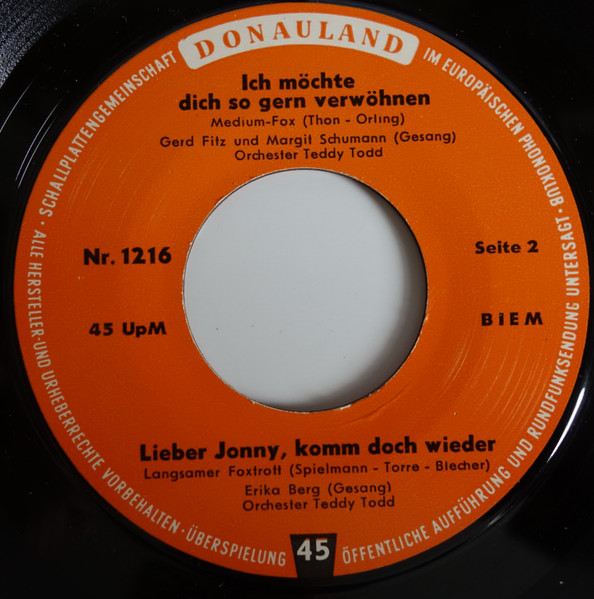 DONAULAND
SCHALLPLATTENGEMEINSCHAFT
IM EUROPÄISCHEN PHONOKLUB ·
Ich möchte
dich so gern verwöhnen
Medium-Fox (Thon - Orling)
Gerd Fitz und Margit Schumann (Gesang)
Orchester Teddy Todd
Nr. 1216
Seite 2
45 UpM
BIEM
Lieber Jonny, komm doch wieder
Langsamer Foxtrott (Spielmann - Torre - Blecher)
Erika Berg (Gesang)
Orchester Teddy Todd
· ALLE HERSTELLER- UND URHEBERRECHTE VORBEHALTEN · ÜBERSPIELUNG
45
ÖFFENTLICHE AUFFÜHRUNG UND RUNDFUNKSENDUNG UNTERSAGT